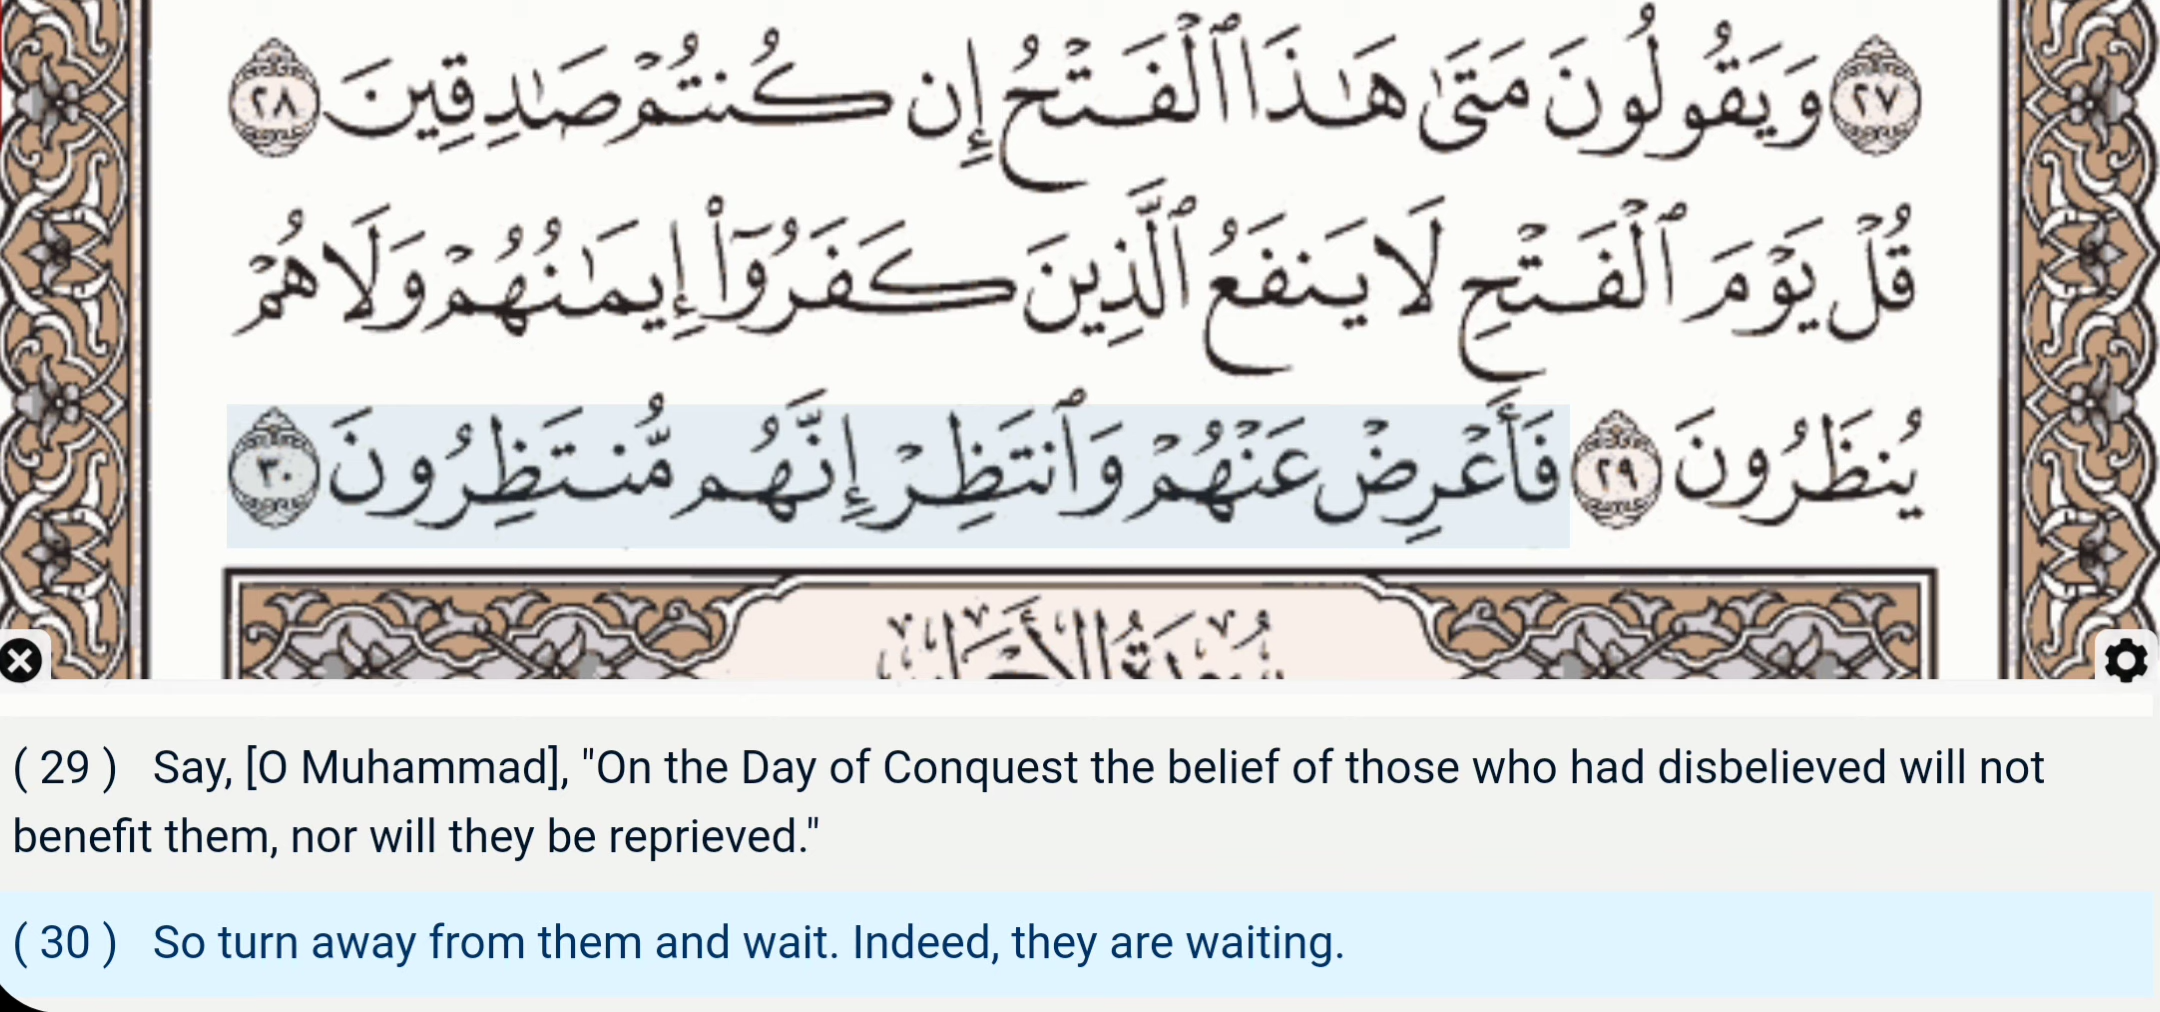 ٢٧ وَيَقُولُونَ مَتَىٰ هَـٰذَا ٱلْفَتْحُ إِن كُنتُمْ صَـٰدِقِينَ ٢٨
قُلْ يَوْمَ ٱلْفَتْحِ لَا يَنفَعُ ٱلَّذِينَ كَفَرُوٓا۟ إِيمَـٰنُهُمْ وَلَا هُمْ
يُنظَرُونَ ٢٩ فَأَعْرِضْ عَنْهُمْ وَٱنتَظِرْ إِنَّهُم مُّنتَظِرُونَ ٣٠
( 29 ) Say, [O Muhammad], "On the Day of Conquest the belief of those who had disbelieved will not
benefit them, nor will they be reprieved."
( 30 ) So turn away from them and wait. Indeed, they are waiting.